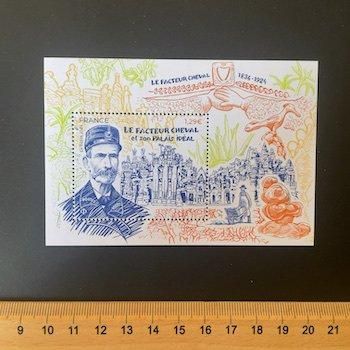 LE FACTEUR CHEVAL 1836-1924
FRANCE 1,29€
LE FACTEUR CHEVAL
et son PALAIS IDÉAL
9 10 11 12 13 14 15 16 17 18 19 20 21